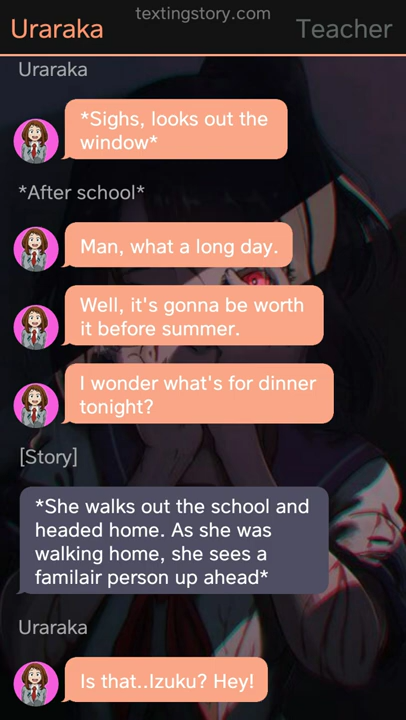 textingstory.com
Uraraka
Teacher
Uraraka
*Sighs, looks out the
window*
*After school*
Man, what a long day.
Well, it's gonna be worth
it before summer.
I wonder what's for dinner
tonight?
[Story]
*She walks out the school and
headed home. As she was
walking home, she sees a
familair person up ahead*
Uraraka
Is that..Izuku? Hey!